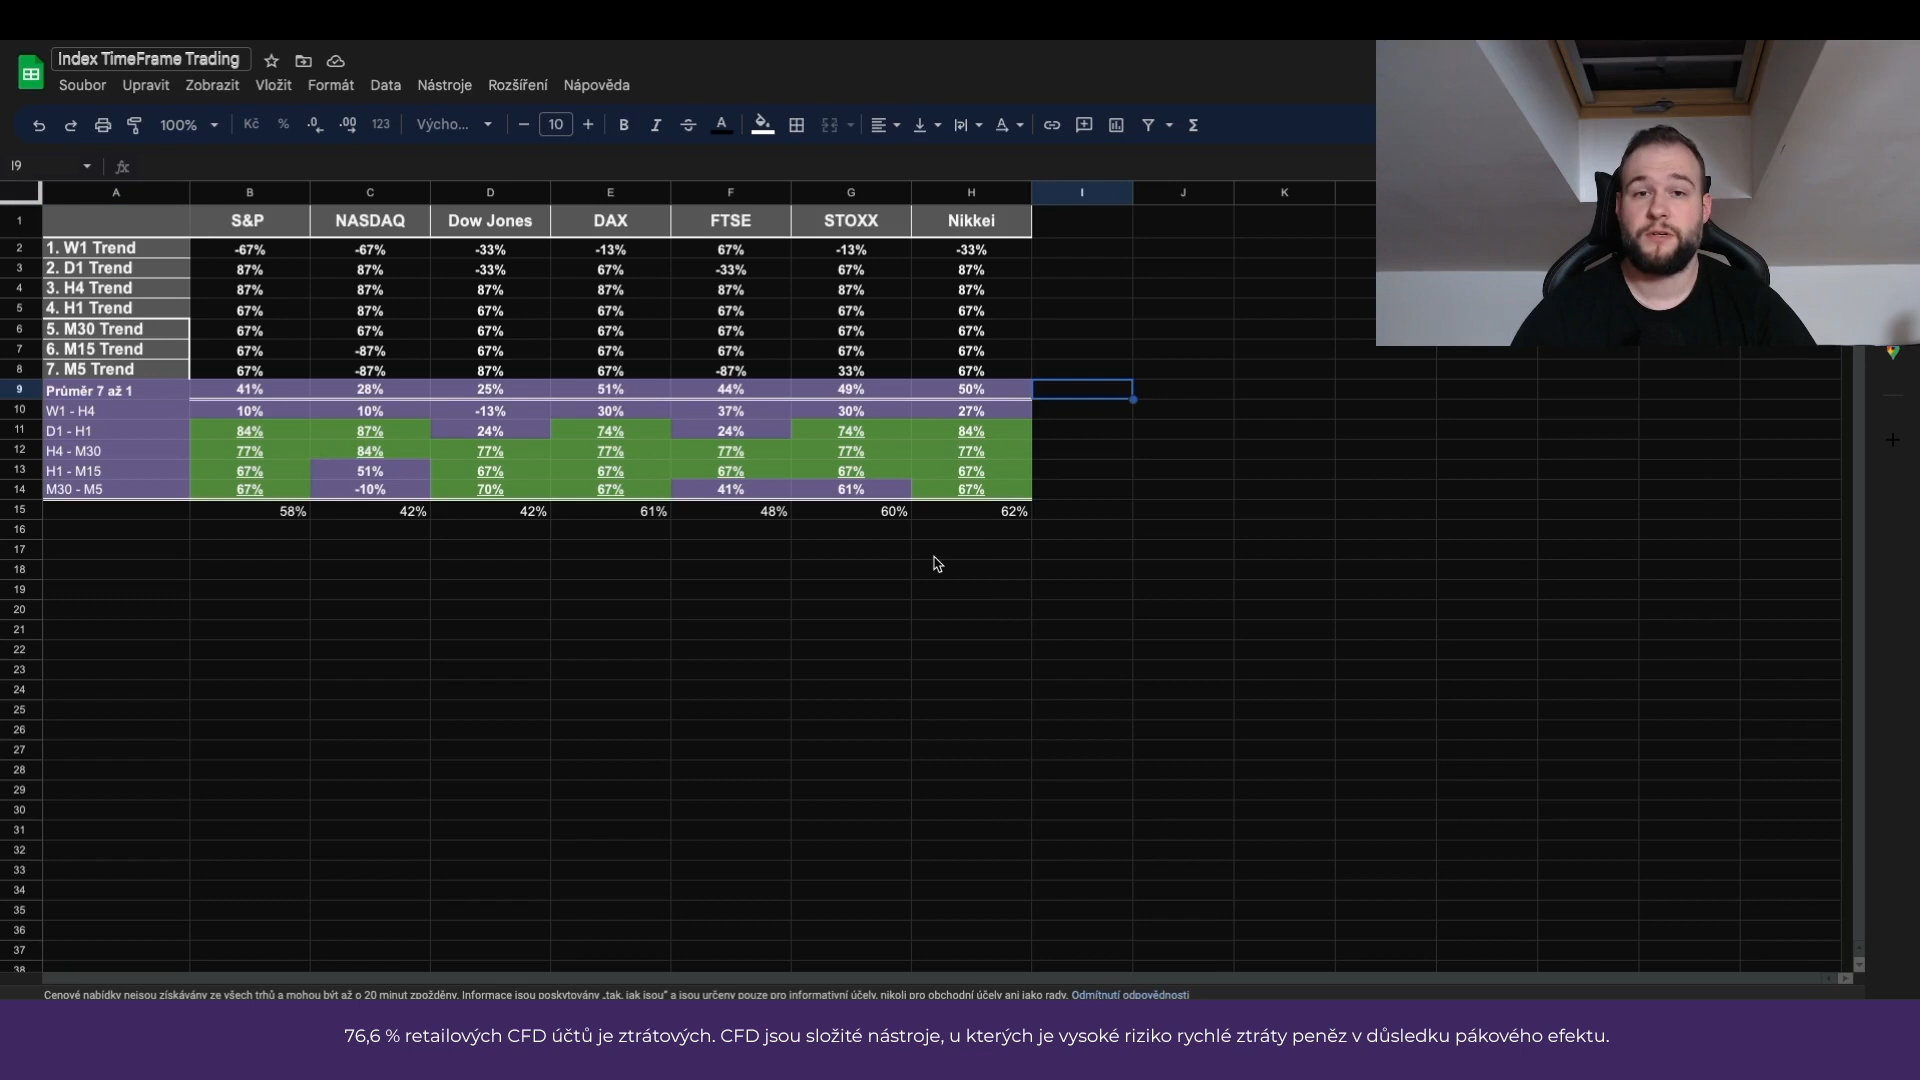 Index TimeFrame Trading
Soubor Upravit Zobrazit Vložit Formát Data Nástroje Rozšíření Nápověda
100% Kč % .0 .00 123 Výcho... − 10 + B I S A Σ
I9 fx
A B C D E F G H I J K
1 S&P NASDAQ Dow Jones DAX FTSE STOXX Nikkei
2 1. W1 Trend -67% -67% -33% -13% 67% -13% -33%
3 2. D1 Trend 87% 87% -33% 67% -33% 67% 87%
4 3. H4 Trend 87% 87% 87% 87% 87% 87% 87%
5 4. H1 Trend 67% 87% 67% 67% 67% 67% 67%
6 5. M30 Trend 67% 67% 67% 67% 67% 67% 67%
7 6. M15 Trend 67% -87% 67% 67% 67% 67% 67%
8 7. M5 Trend 67% -87% 87% 67% -87% 33% 67%
9 Průměr 7 až 1 41% 28% 25% 51% 44% 49% 50%
10 W1 - H4 10% 10% -13% 30% 37% 30% 27%
11 D1 - H1 84% 87% 24% 74% 24% 74% 84%
12 H4 - M30 77% 84% 77% 77% 77% 77% 77%
13 H1 - M15 67% 51% 67% 67% 67% 67% 67%
14 M30 - M5 67% -10% 70% 67% 41% 61% 67%
15 58% 42% 42% 61% 48% 60% 62%
16
17
18
19
20
21
22
23
24
25
26
27
28
29
30
31
32
33
34
35
36
37
38
Cenové nabídky nejsou získávány ze všech trhů a mohou být až o 20 minut zpožděny. Informace jsou poskytovány „tak, jak jsou“ a jsou určeny pouze pro informativní účely, nikoli pro obchodní účely ani jako rady. Odmítnutí odpovědnosti
76,6 % retailových CFD účtů je ztrátových. CFD jsou složité nástroje, u kterých je vysoké riziko rychlé ztráty peněz v důsledku pákového efektu.